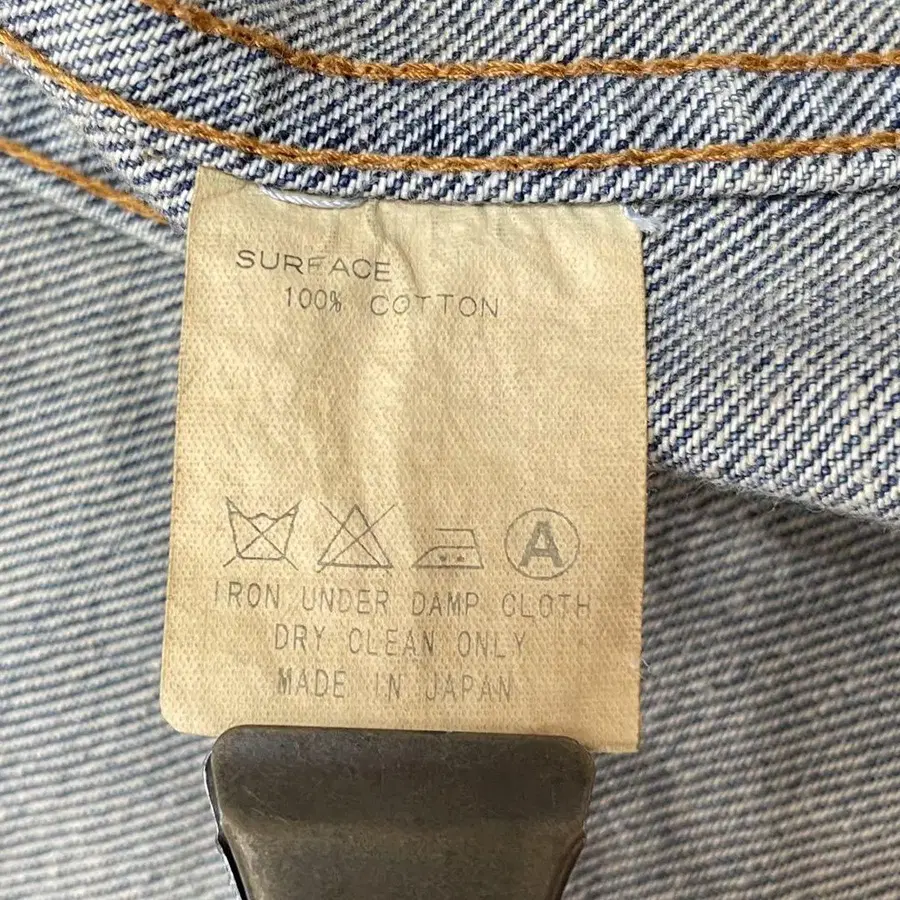 SURFACE
100% COTTON
A
IRON UNDER DAMP CLOTH
DRY CLEAN ONLY
MADE IN JAPAN